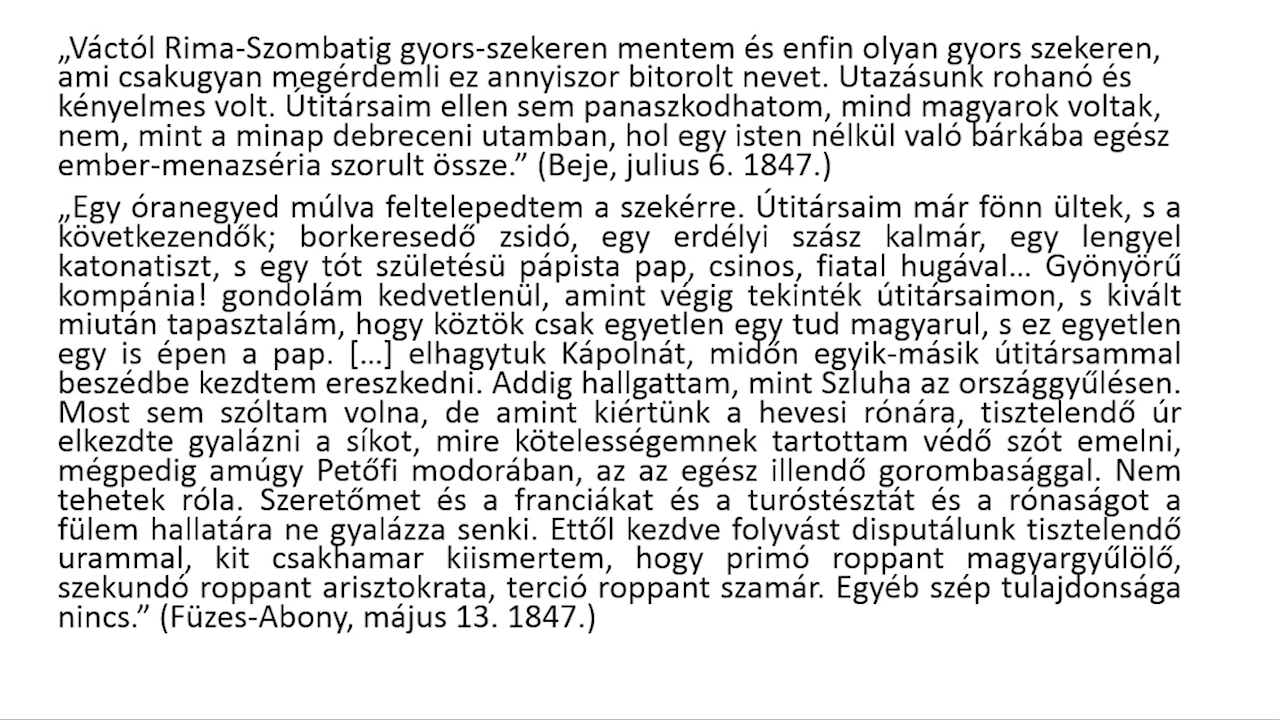 „Váctól Rima-Szombatig gyors-szekeren mentem és enfin olyan gyors szekeren,
ami csakugyan megérdemli ez annyiszor bitorolt nevet. Utazásunk rohanó és
kényelmes volt. Útitársaim ellen sem panaszkodhatom, mind magyarok voltak,
nem, mint a minap debreceni utamban, hol egy isten nélkül való bárkába egész
ember-menazséria szorult össze.” (Beje, julius 6. 1847.)
„Egy óranegyed múlva feltelepedtem a szekérre. Útitársaim már fönn ültek, s a
következendők; borkeresedő zsidó, egy erdélyi szász kalmár, egy lengyel
katonatiszt, s egy tót születésü pápista pap, csinos, fiatal hugával... Gyönyörű
kompánia! gondolám kedvetlenül, amint végig tekinték útitársaimon, s kivált
miután tapasztalám, hogy köztök csak egyetlen egy tud magyarul, s ez egyetlen
egy is épen a pap. [...] elhagytuk Kápolnát, midőn egyik-másik útitársammal
beszédbe kezdtem ereszkedni. Addig hallgattam, mint Szluha az országgyűlésen.
Most sem szóltam volna, de amint kiértünk a hevesi rónára, tisztelendő úr
elkezdte gyalázni a síkot, mire kötelességemnek tartottam védő szót emelni,
mégpedig amúgy Petőfi modorában, az az egész illendő gorombasággal. Nem
tehetek róla. Szeretőmet és a franciákat és a turóstésztát és a rónaságot a
fülem hallatára ne gyalázza senki. Ettől kezdve folyvást disputálunk tisztelendő
urammal, kit csakhamar kiismertem, hogy primó roppant magyargyűlölő,
szekundó roppant arisztokrata, terció roppant szamár. Egyéb szép tulajdonsága
nincs.” (Füzes-Abony, május 13. 1847.)